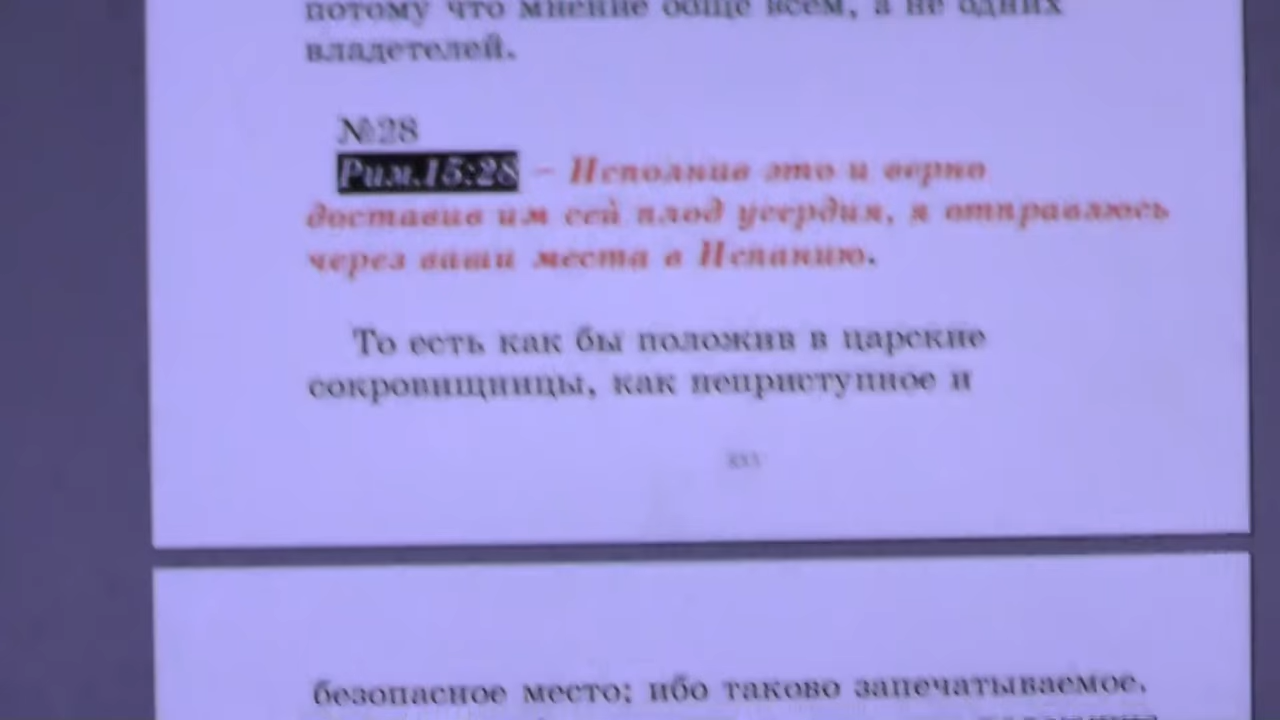 потому что мнение обще всем, а не одних
владетелей.
№28
Рим.15:28 – Исполнив это и верно
доставив им сей плод усердия, я отправлюсь
через ваши места в Испанию.
То есть как бы положив в царские
сокровищницы, как неприступное и
безопасное место; ибо таково запечатываемое.